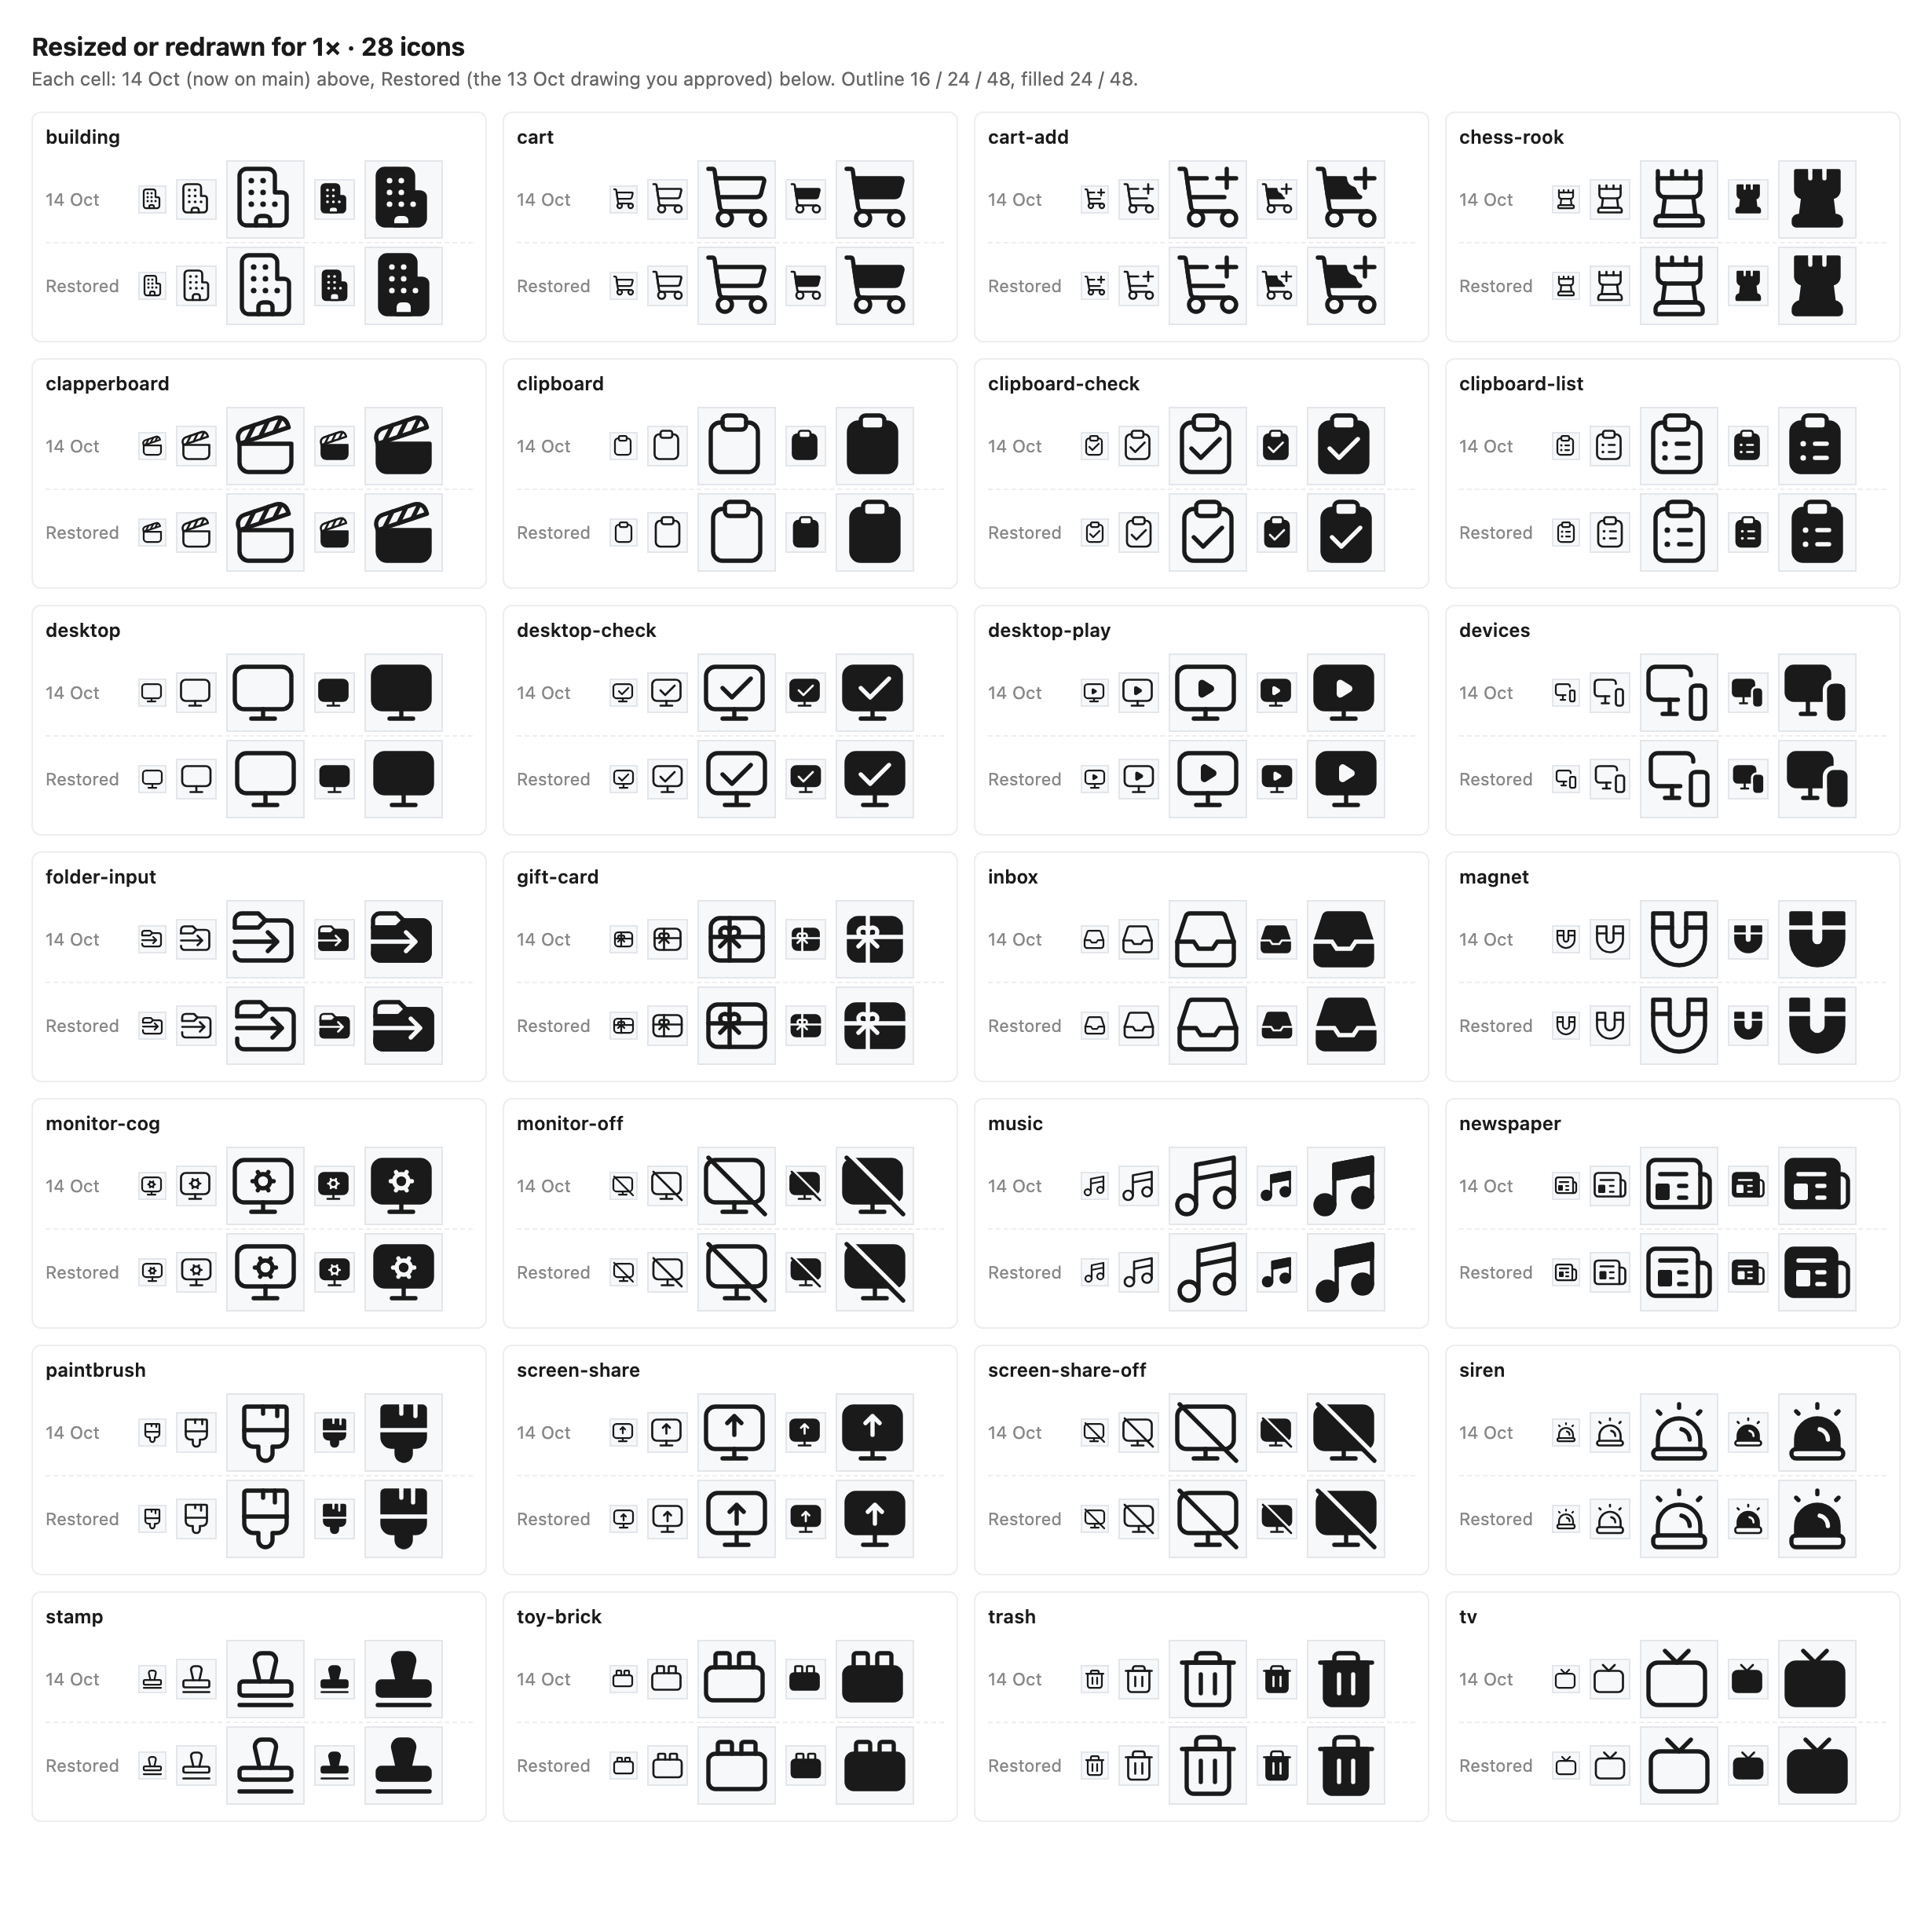 Resized or redrawn for 1× · 28 icons
Each cell: 14 Oct (now on main) above, Restored (the 13 Oct drawing you approved) below. Outline 16 / 24 / 48, filled 24 / 48.
building
14 Oct
Restored
cart
14 Oct
Restored
cart-add
14 Oct
Restored
chess-rook
14 Oct
Restored
clapperboard
14 Oct
Restored
clipboard
14 Oct
Restored
clipboard-check
14 Oct
Restored
clipboard-list
14 Oct
Restored
desktop
14 Oct
Restored
desktop-check
14 Oct
Restored
desktop-play
14 Oct
Restored
devices
14 Oct
Restored
folder-input
14 Oct
Restored
gift-card
14 Oct
Restored
inbox
14 Oct
Restored
magnet
14 Oct
Restored
monitor-cog
14 Oct
Restored
monitor-off
14 Oct
Restored
music
14 Oct
Restored
newspaper
14 Oct
Restored
paintbrush
14 Oct
Restored
screen-share
14 Oct
Restored
screen-share-off
14 Oct
Restored
siren
14 Oct
Restored
stamp
14 Oct
Restored
toy-brick
14 Oct
Restored
trash
14 Oct
Restored
tv
14 Oct
Restored